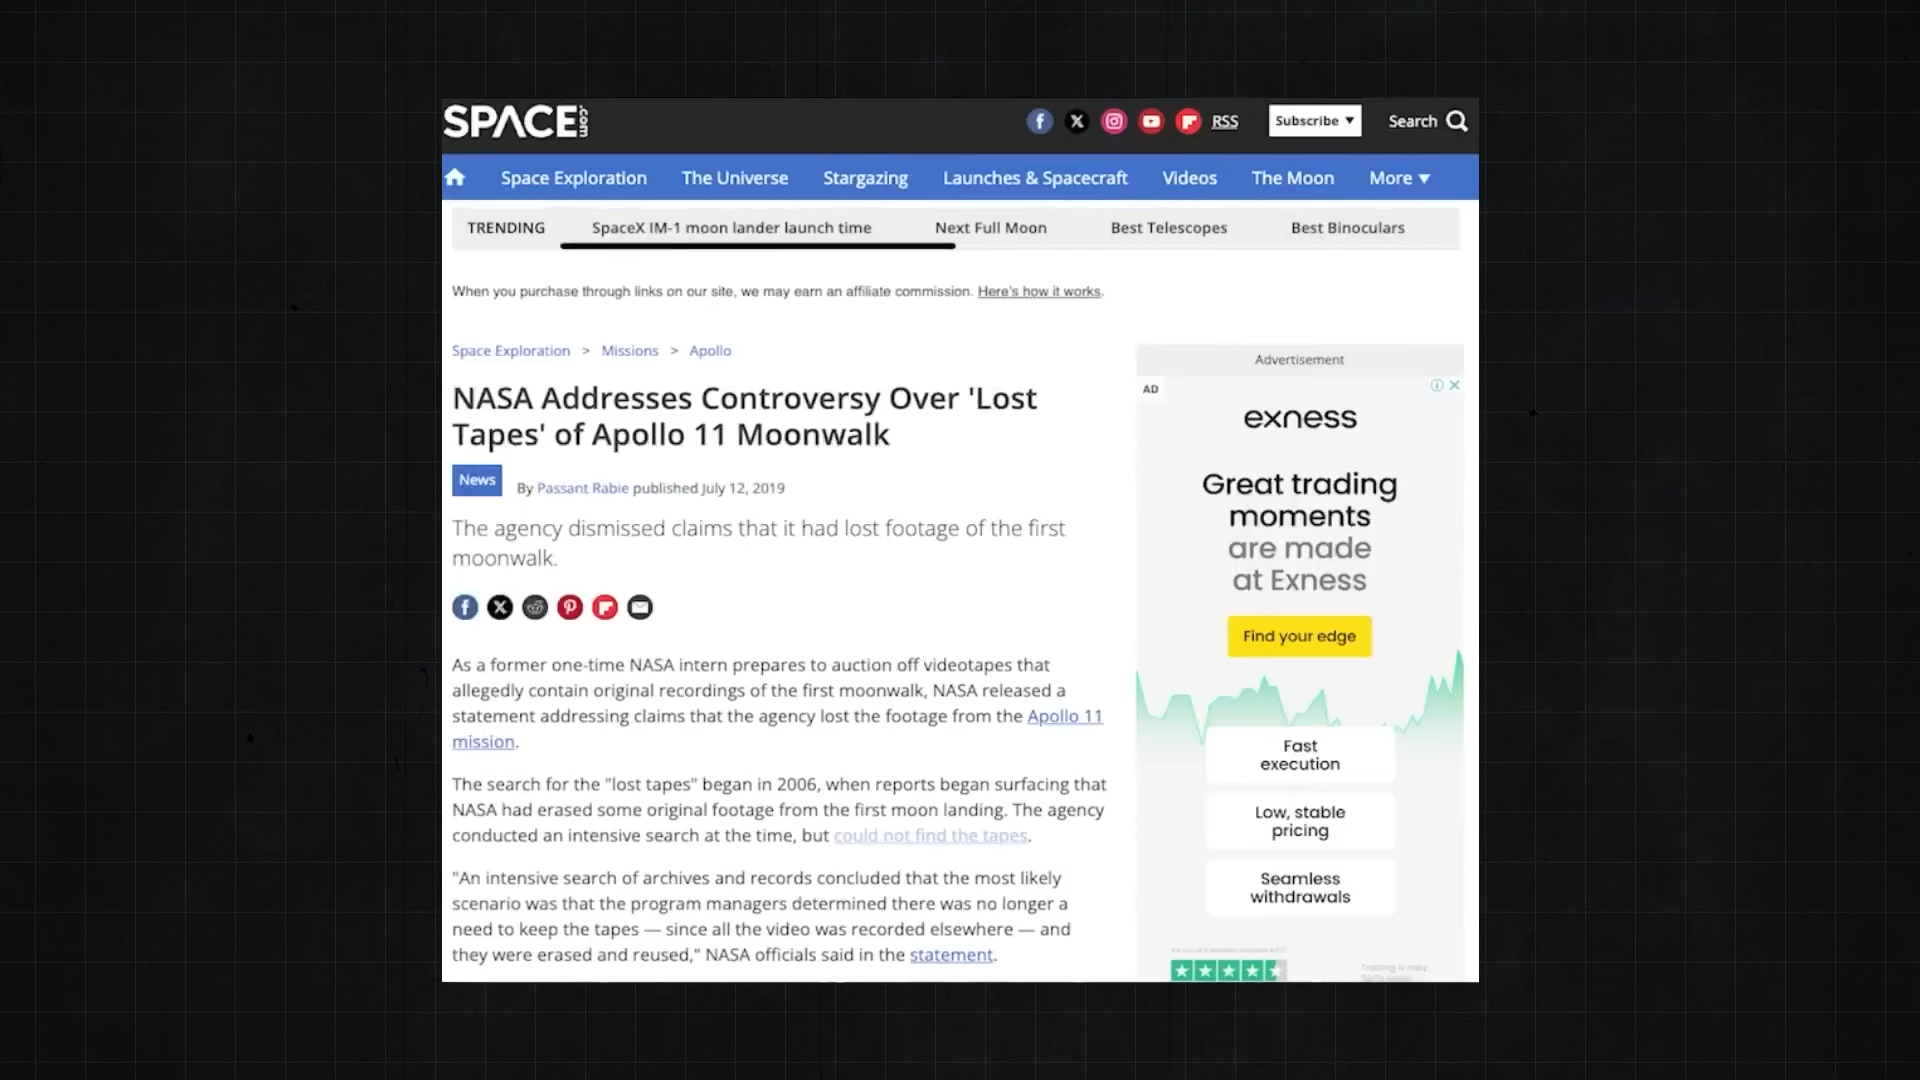 SPACE.com
RSS
Subscribe ▼
Search
Space Exploration
The Universe
Stargazing
Launches & Spacecraft
Videos
The Moon
More ▼
TRENDING
SpaceX IM-1 moon lander launch time
Next Full Moon
Best Telescopes
Best Binoculars
When you purchase through links on our site, we may earn an affiliate commission. Here's how it works.
Space Exploration > Missions > Apollo
NASA Addresses Controversy Over 'Lost
Tapes' of Apollo 11 Moonwalk
News
By Passant Rabie published July 12, 2019
The agency dismissed claims that it had lost footage of the first
moonwalk.
As a former one-time NASA intern prepares to auction off videotapes that
allegedly contain original recordings of the first moonwalk, NASA released a
statement addressing claims that the agency lost the footage from the Apollo 11
mission.
The search for the "lost tapes" began in 2006, when reports began surfacing that
NASA had erased some original footage from the first moon landing. The agency
conducted an intensive search at the time, but could not find the tapes.
"An intensive search of archives and records concluded that the most likely
scenario was that the program managers determined there was no longer a
need to keep the tapes — since all the video was recorded elsewhere — and
they were erased and reused," NASA officials said in the statement.
Advertisement
AD
exness
Great trading
moments
are made
at Exness
Find your edge
Fast
execution
Low, stable
pricing
Seamless
withdrawals
Trading is risky